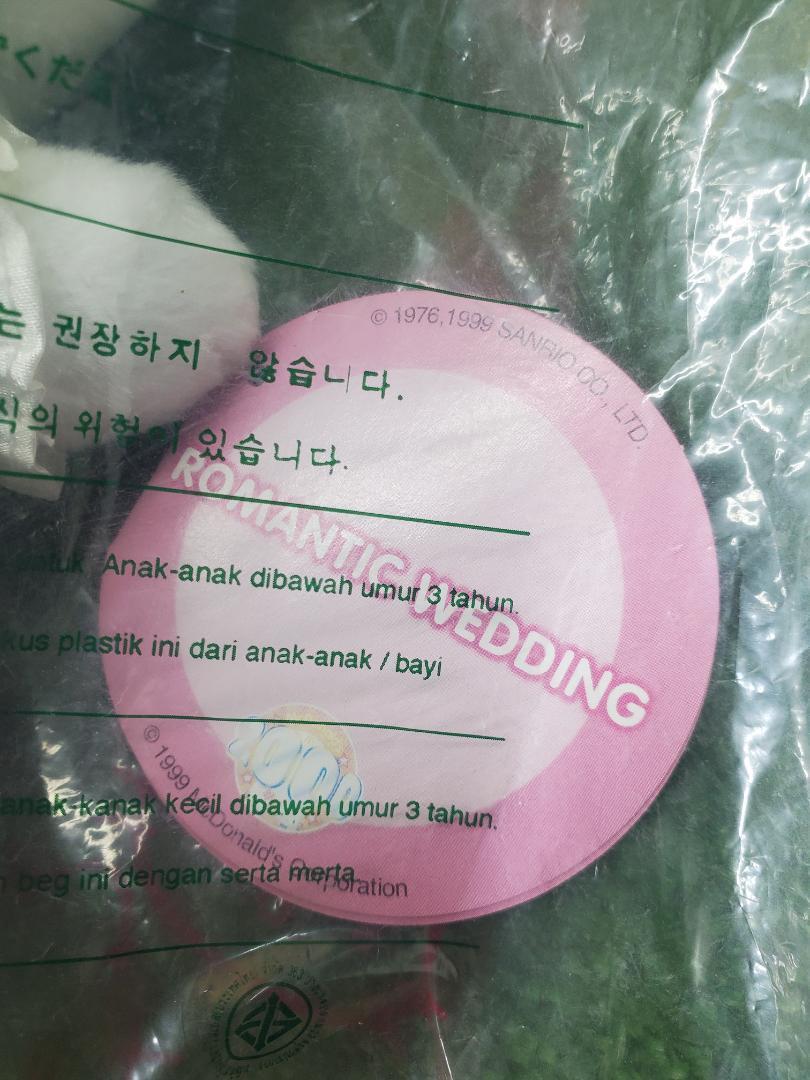 © 1976,1999 SANRIO CO., LTD.
는 권장하지 않습니다.
식의 위험이 있습니다.
ROMANTIC WEDDING
untuk Anak-anak dibawah umur 3 tahun.
kus plastik ini dari anak-anak / bayi
2000
anak-kanak kecil dibawah umur 3 tahun.
beg ini dengan serta merta.
© 1999 McDonald's Corporation